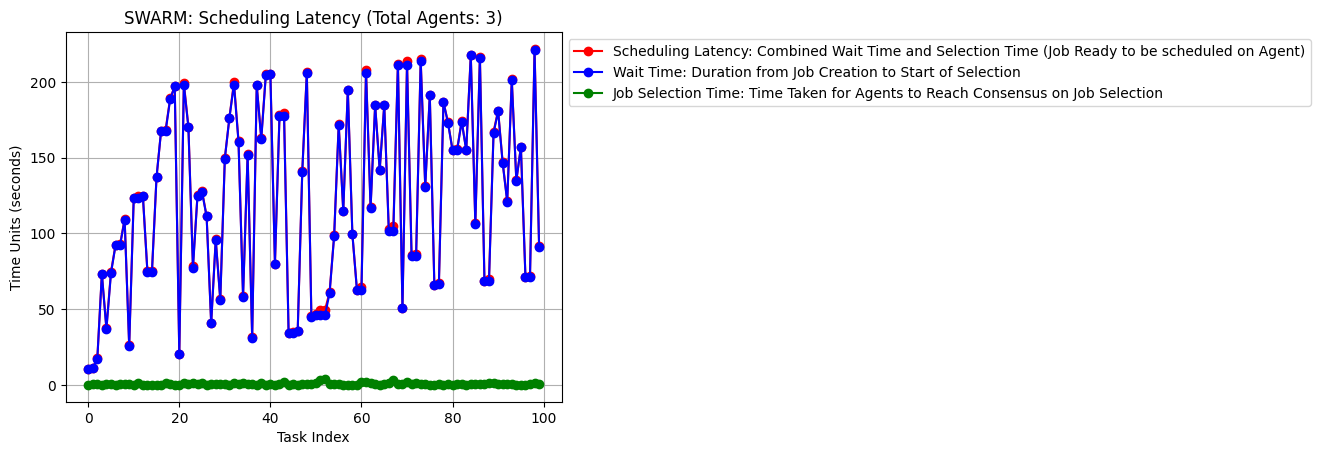 SWARM: Scheduling Latency (Total Agents: 3)
Scheduling Latency: Combined Wait Time and Selection Time (Job Ready to be scheduled on Agent)
Wait Time: Duration from Job Creation to Start of Selection
Job Selection Time: Time Taken for Agents to Reach Consensus on Job Selection
Time Units (seconds)
200
150
100
50
0
0 20 40 60 80 100
Task Index